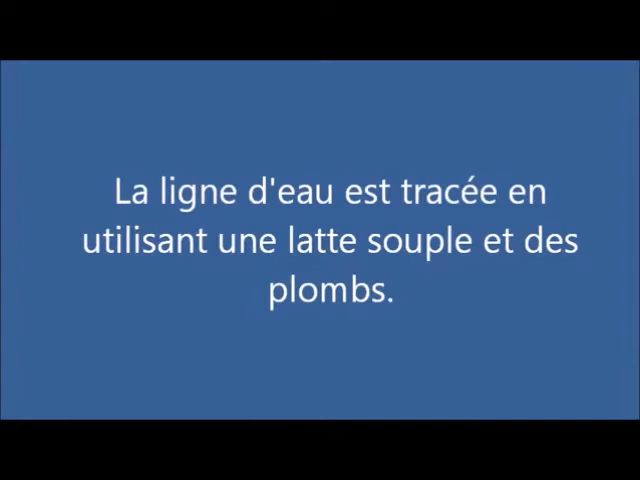 La ligne d'eau est tracée en
utilisant une latte souple et des
plombs.